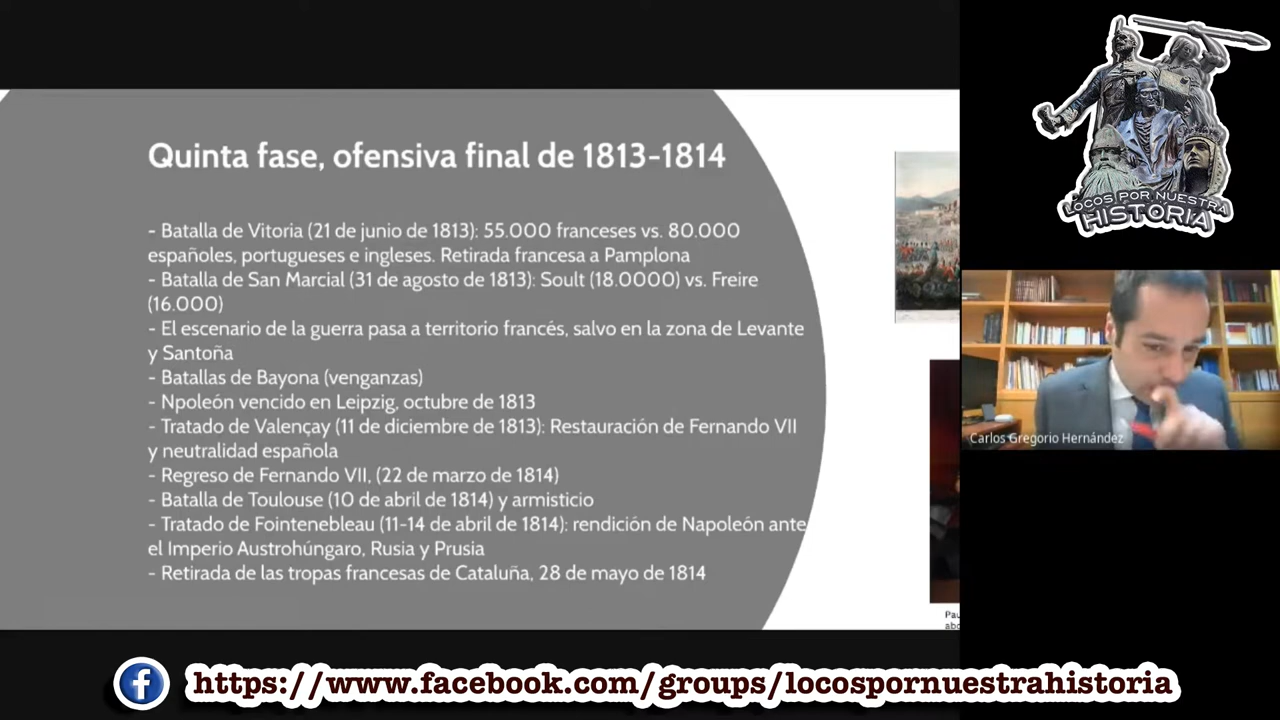 Quinta fase, ofensiva final de 1813-1814
- Batalla de Vitoria (21 de junio de 1813): 55.000 franceses vs. 80.000
españoles, portugueses e ingleses. Retirada francesa a Pamplona
- Batalla de San Marcial (31 de agosto de 1813): Soult (18.0000) vs. Freire
(16.000)
- El escenario de la guerra pasa a territorio francés, salvo en la zona de Levante
y Santoña
- Batallas de Bayona (venganzas)
- Npoleón vencido en Leipzig, octubre de 1813
- Tratado de Valençay (11 de diciembre de 1813): Restauración de Fernando VII
y neutralidad española
- Regreso de Fernando VII, (22 de marzo de 1814)
- Batalla de Toulouse (10 de abril de 1814) y armisticio
- Tratado de Fointenebleau (11-14 de abril de 1814): rendición de Napoleón ante
el Imperio Austrohúngaro, Rusia y Prusia
- Retirada de las tropas francesas de Cataluña, 28 de mayo de 1814
LOCOS POR NUESTRA
HISTORIA
Carlos Gregorio Hernández
https://www.facebook.com/groups/locospornuestrahistoria